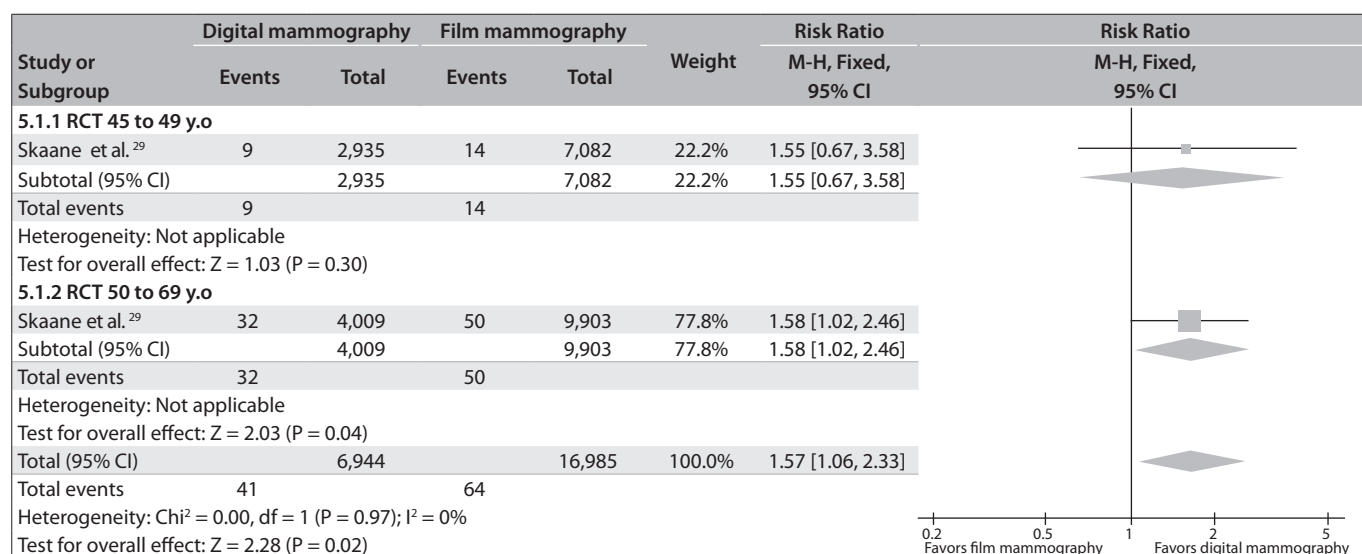 Study or Subgroup Digital mammography Film mammography Weight Risk Ratio Risk Ratio
Events Total Events Total M-H, Fixed, 95% CI M-H, Fixed, 95% CI
5.1.1 RCT 45 to 49 y.o
Skaane et al. 29 9 2,935 14 7,082 22.2% 1.55 [0.67, 3.58]
Subtotal (95% CI) 2,935 7,082 22.2% 1.55 [0.67, 3.58]
Total events 9 14
Heterogeneity: Not applicable
Test for overall effect: Z = 1.03 (P = 0.30)
5.1.2 RCT 50 to 69 y.o
Skaane et al. 29 32 4,009 50 9,903 77.8% 1.58 [1.02, 2.46]
Subtotal (95% CI) 4,009 9,903 77.8% 1.58 [1.02, 2.46]
Total events 32 50
Heterogeneity: Not applicable
Test for overall effect: Z = 2.03 (P = 0.04)
Total (95% CI) 6,944 16,985 100.0% 1.57 [1.06, 2.33]
Total events 41 64
Heterogeneity: Chi² = 0.00, df = 1 (P = 0.97); I² = 0%
Test for overall effect: Z = 2.28 (P = 0.02)
0.2 0.5 1 2 5
Favors film mammography Favors digital mammography